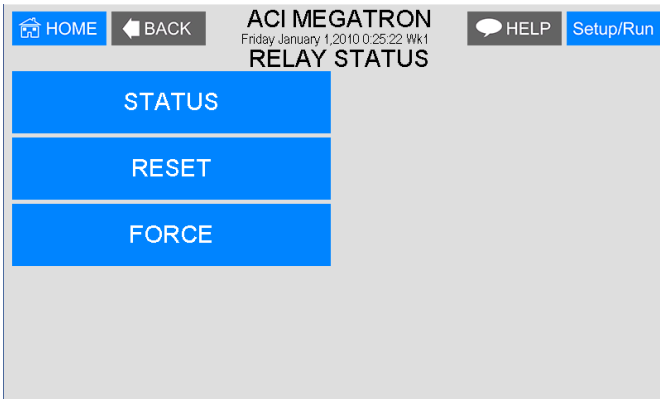 HOME
BACK
ACI MEGATRON
Friday January 1,2010 0:25:22 Wk1
RELAY STATUS
HELP
Setup/Run
STATUS
RESET
FORCE